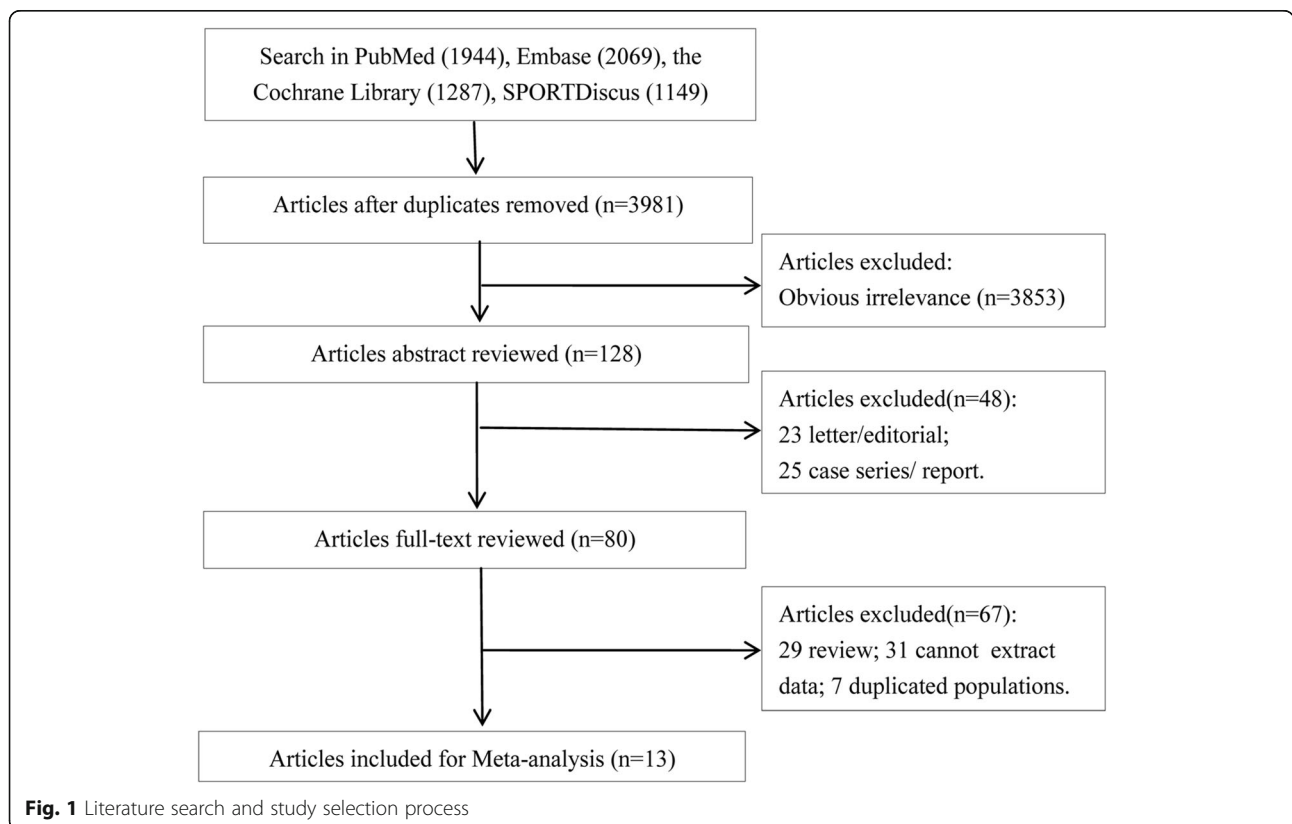 Search in PubMed (1944), Embase (2069), the
Cochrane Library (1287), SPORTDiscus (1149)
Articles after duplicates removed (n=3981)
Articles excluded:
Obvious irrelevance (n=3853)
Articles abstract reviewed (n=128)
Articles excluded(n=48):
23 letter/editorial;
25 case series/ report.
Articles full-text reviewed (n=80)
Articles excluded(n=67):
29 review; 31 cannot extract
data; 7 duplicated populations.
Articles included for Meta-analysis (n=13)
Fig. 1 Literature search and study selection process